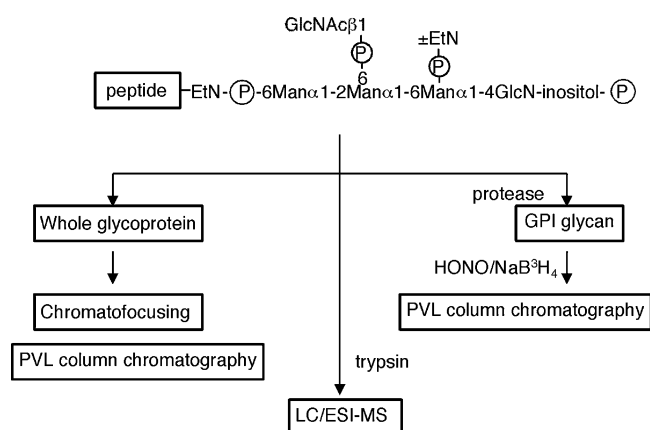 GlcNAcβ1
P
±EtN
P
6
peptide -EtN- P -6Manα1-2Manα1-6Manα1-4GlcN-inositol- P
protease
Whole glycoprotein
GPI glycan
HONO/NaB³H₄
Chromatofocusing
PVL column chromatography
PVL column chromatography
trypsin
LC/ESI-MS